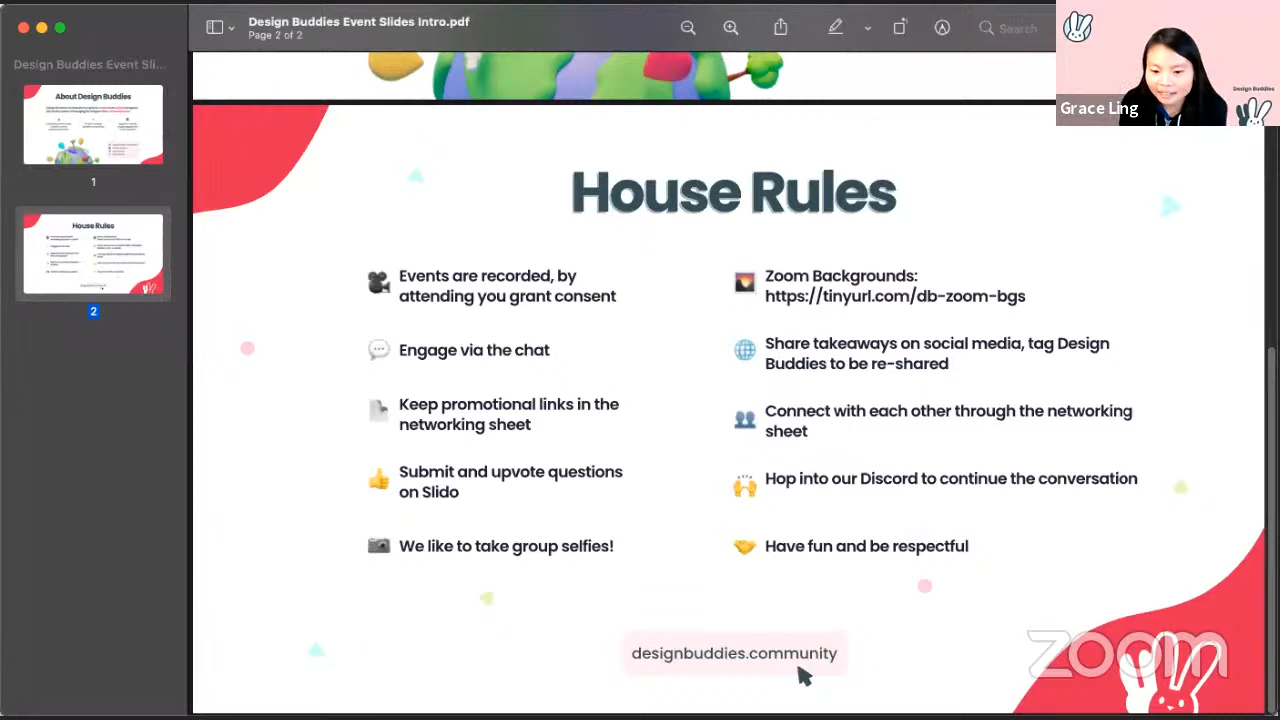 Design Buddies Event Slides Intro.pdf
Page 2 of 2
Search
Design Buddies Event Sli...
About Design Buddies
1
House Rules
2
Grace Ling
Design Buddies
House Rules
Events are recorded, by
attending you grant consent
Engage via the chat
Keep promotional links in the
networking sheet
Submit and upvote questions
on Slido
We like to take group selfies!
Zoom Backgrounds:
https://tinyurl.com/db-zoom-bgs
Share takeaways on social media, tag Design
Buddies to be re-shared
Connect with each other through the networking
sheet
Hop into our Discord to continue the conversation
Have fun and be respectful
designbuddies.community
zoom